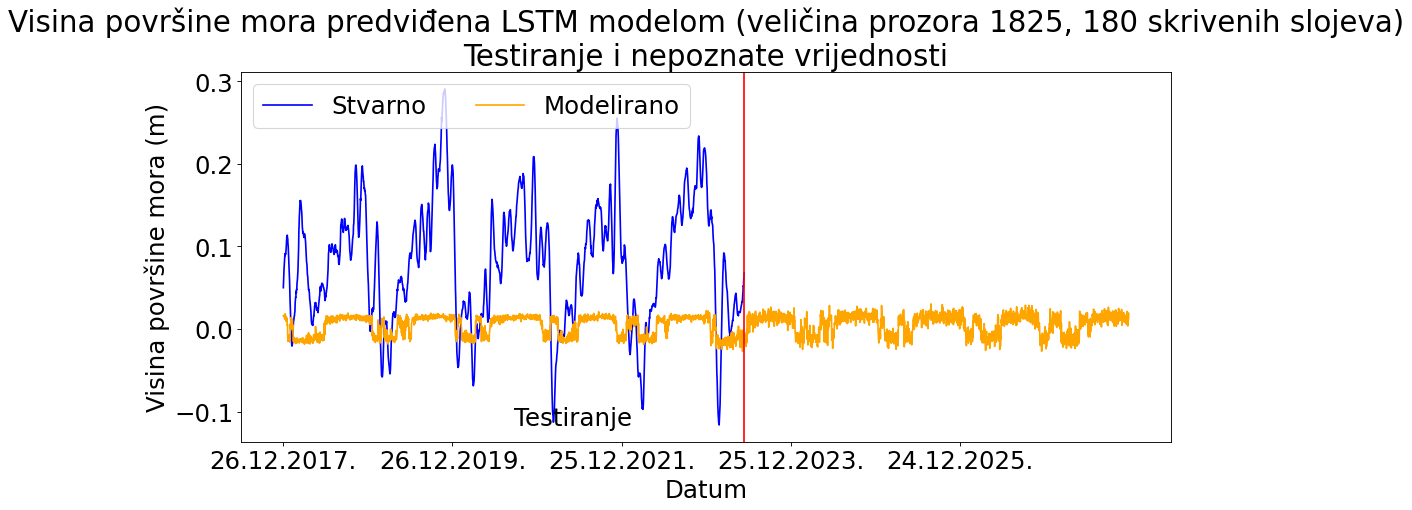 Visina površine mora predviđena LSTM modelom (veličina prozora 1825, 180 skrivenih slojeva)
Testiranje i nepoznate vrijednosti
Stvarno
Modelirano
Visina površine mora (m)
0.3
0.2
0.1
0.0
−0.1
Testiranje
26.12.2017.
26.12.2019.
25.12.2021.
25.12.2023.
24.12.2025.
Datum